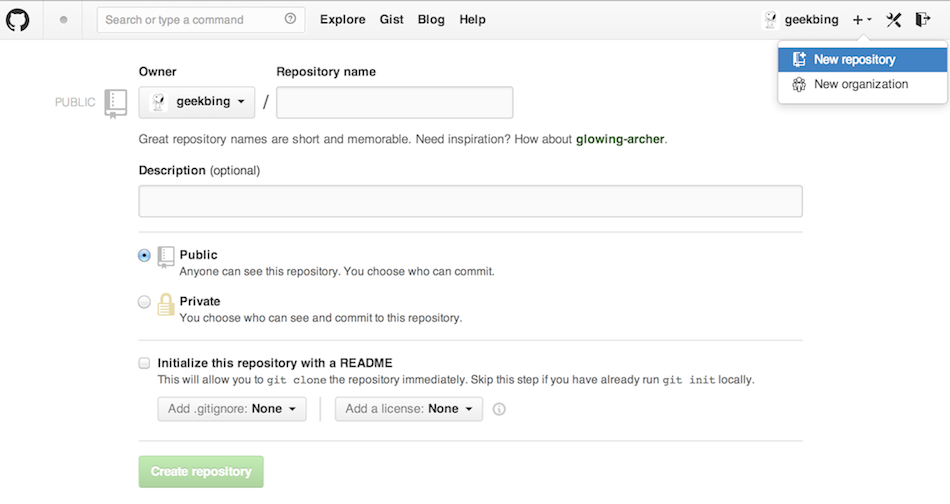 Search or type a command
Explore Gist Blog Help
geekbing
New repository
New organization
Owner
Repository name
PUBLIC
geekbing /
Great repository names are short and memorable. Need inspiration? How about glowing-archer.
Description (optional)
Public
Anyone can see this repository. You choose who can commit.
Private
You choose who can see and commit to this repository.
Initialize this repository with a README
This will allow you to git clone the repository immediately. Skip this step if you have already run git init locally.
Add .gitignore: None
Add a license: None
Create repository